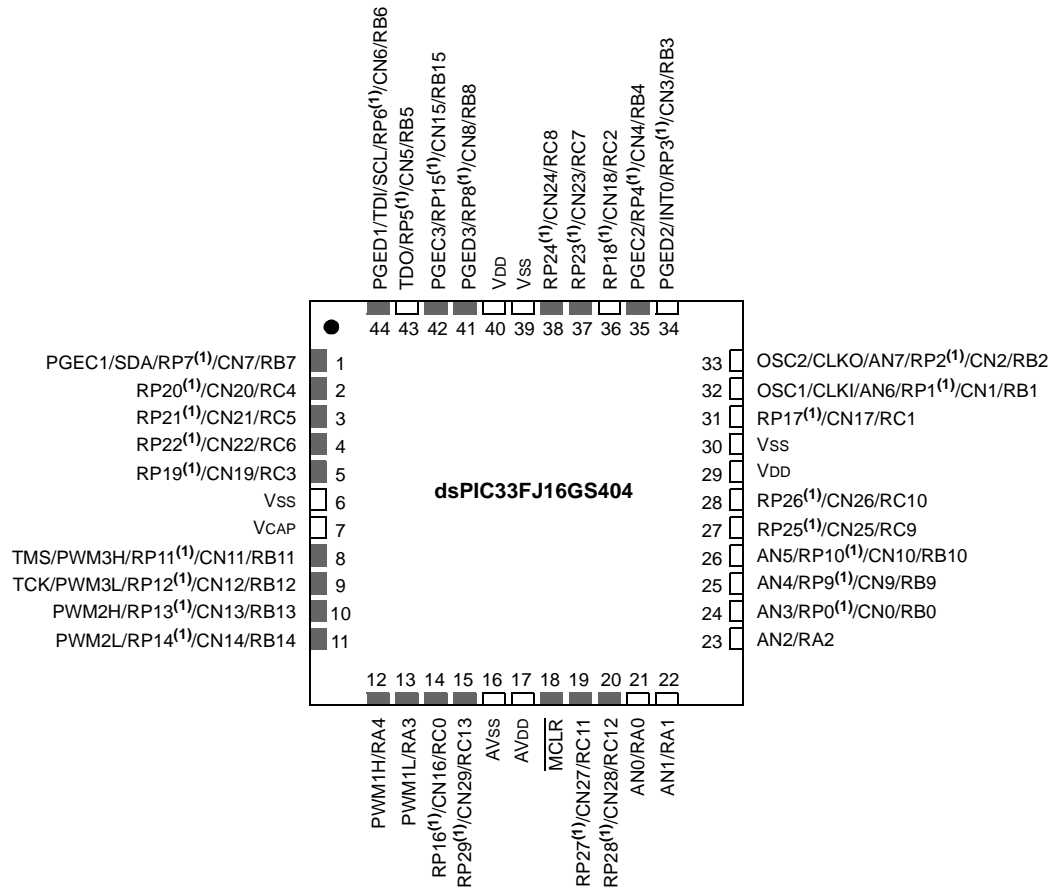 PGED1/TDI/SCL/RP6(1)/CN6/RB6
TDO/RP5(1)/CN5/RB5
PGEC3/RP15(1)/CN15/RB15
PGED3/RP8(1)/CN8/RB8
VDD
VSS
RP24(1)/CN24/RC8
RP23(1)/CN23/RC7
RP18(1)/CN18/RC2
PGEC2/RP4(1)/CN4/RB4
PGED2/INT0/RP3(1)/CN3/RB3
44 43 42 41 40 39 38 37 36 35 34
PGEC1/SDA/RP7(1)/CN7/RB7 1
RP20(1)/CN20/RC4 2
RP21(1)/CN21/RC5 3
RP22(1)/CN22/RC6 4
RP19(1)/CN19/RC3 5
VSS 6
VCAP 7
TMS/PWM3H/RP11(1)/CN11/RB11 8
TCK/PWM3L/RP12(1)/CN12/RB12 9
PWM2H/RP13(1)/CN13/RB13 10
PWM2L/RP14(1)/CN14/RB14 11
dsPIC33FJ16GS404
33 OSC2/CLKO/AN7/RP2(1)/CN2/RB2
32 OSC1/CLKI/AN6/RP1(1)/CN1/RB1
31 RP17(1)/CN17/RC1
30 VSS
29 VDD
28 RP26(1)/CN26/RC10
27 RP25(1)/CN25/RC9
26 AN5/RP10(1)/CN10/RB10
25 AN4/RP9(1)/CN9/RB9
24 AN3/RP0(1)/CN0/RB0
23 AN2/RA2
12 13 14 15 16 17 18 19 20 21 22
PWM1H/RA4
PWM1L/RA3
RP16(1)/CN16/RC0
RP29(1)/CN29/RC13
AVSS
AVDD
MCLR
RP27(1)/CN27/RC11
RP28(1)/CN28/RC12
AN0/RA0
AN1/RA1